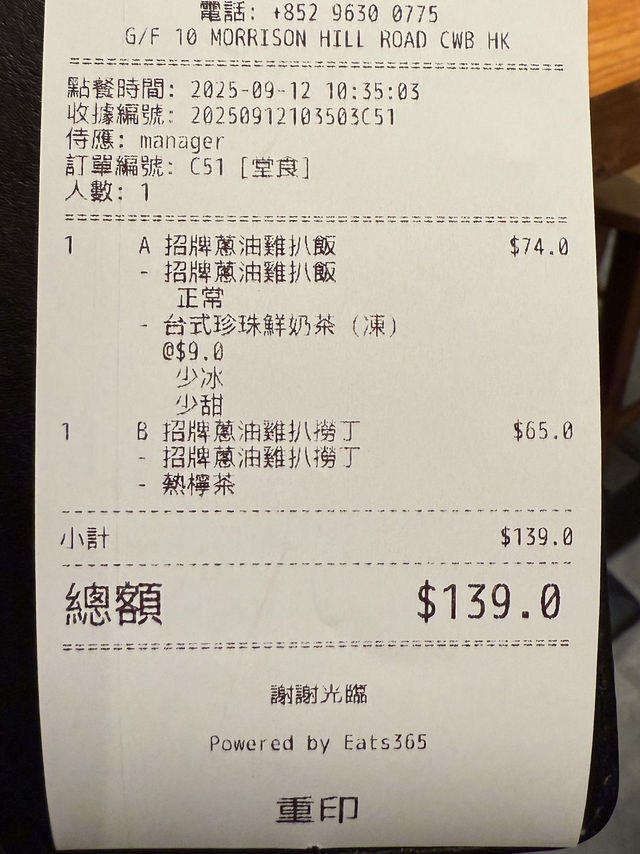 電話: +852 9630 0775
G/F 10 MORRISON HILL ROAD CWB HK
點餐時間: 2025-09-12 10:35:03
收據編號: 20250912103503C51
侍應: manager
訂單編號: C51 [堂食]
人數: 1
1 A 招牌蔥油雞扒飯 $74.0
- 招牌蔥油雞扒飯
正常
- 台式珍珠鮮奶茶 (凍)
@$9.0
少冰
少甜
1 B 招牌蔥油雞扒撈丁 $65.0
- 招牌蔥油雞扒撈丁
- 熱檸茶
小計 $139.0
總額 $139.0
謝謝光臨
Powered by Eats365
重印